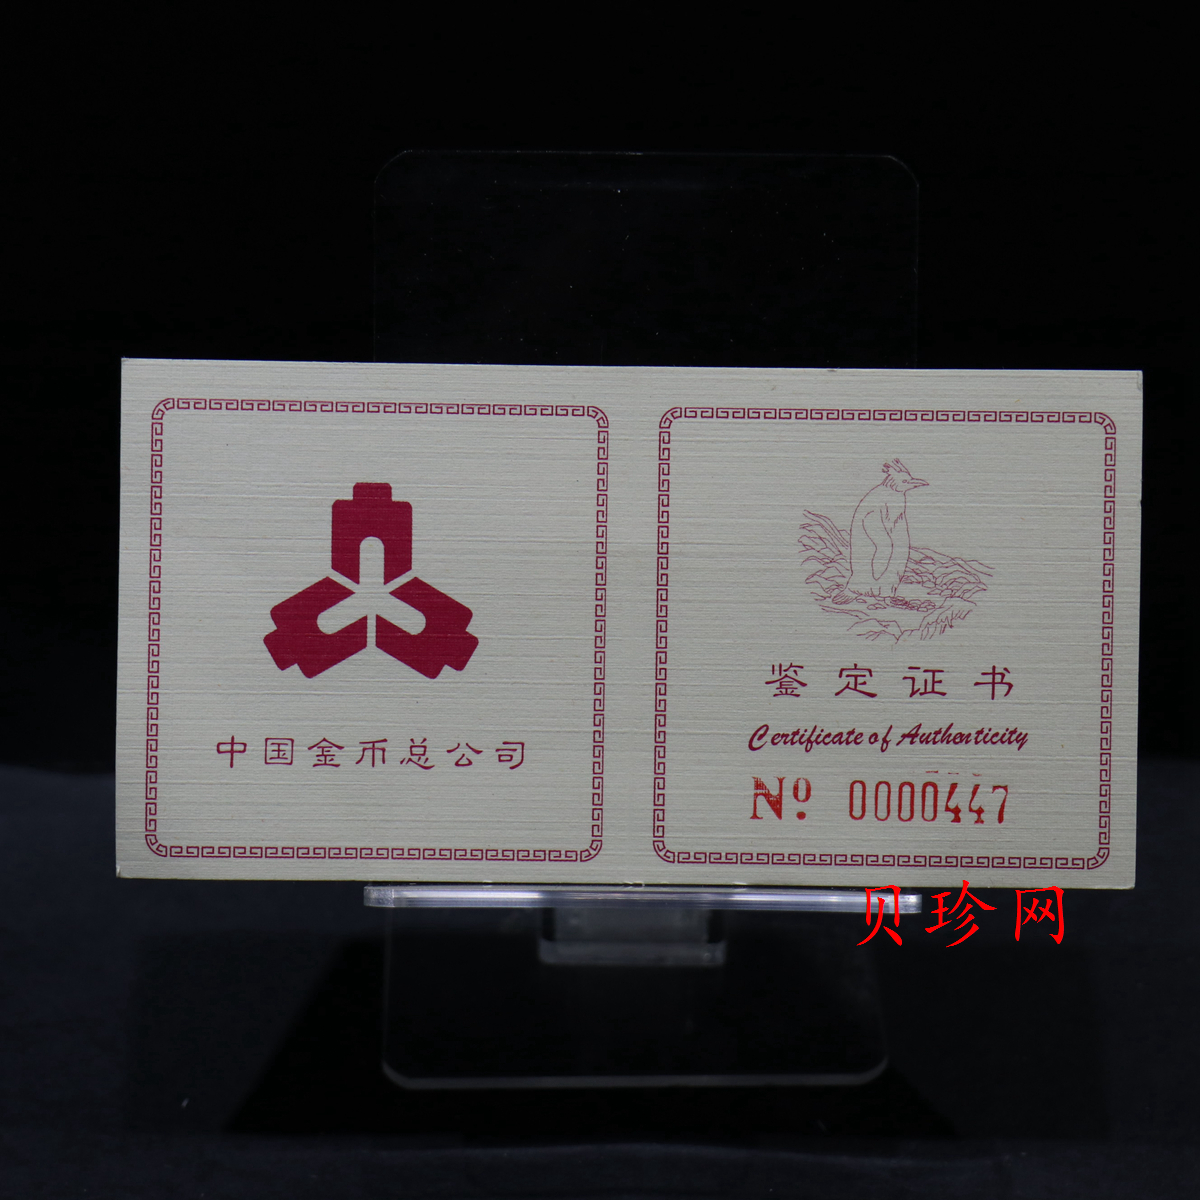 中国金币总公司
鉴定证书
Certificate of Authenticity
Nº 0000447
贝珍网